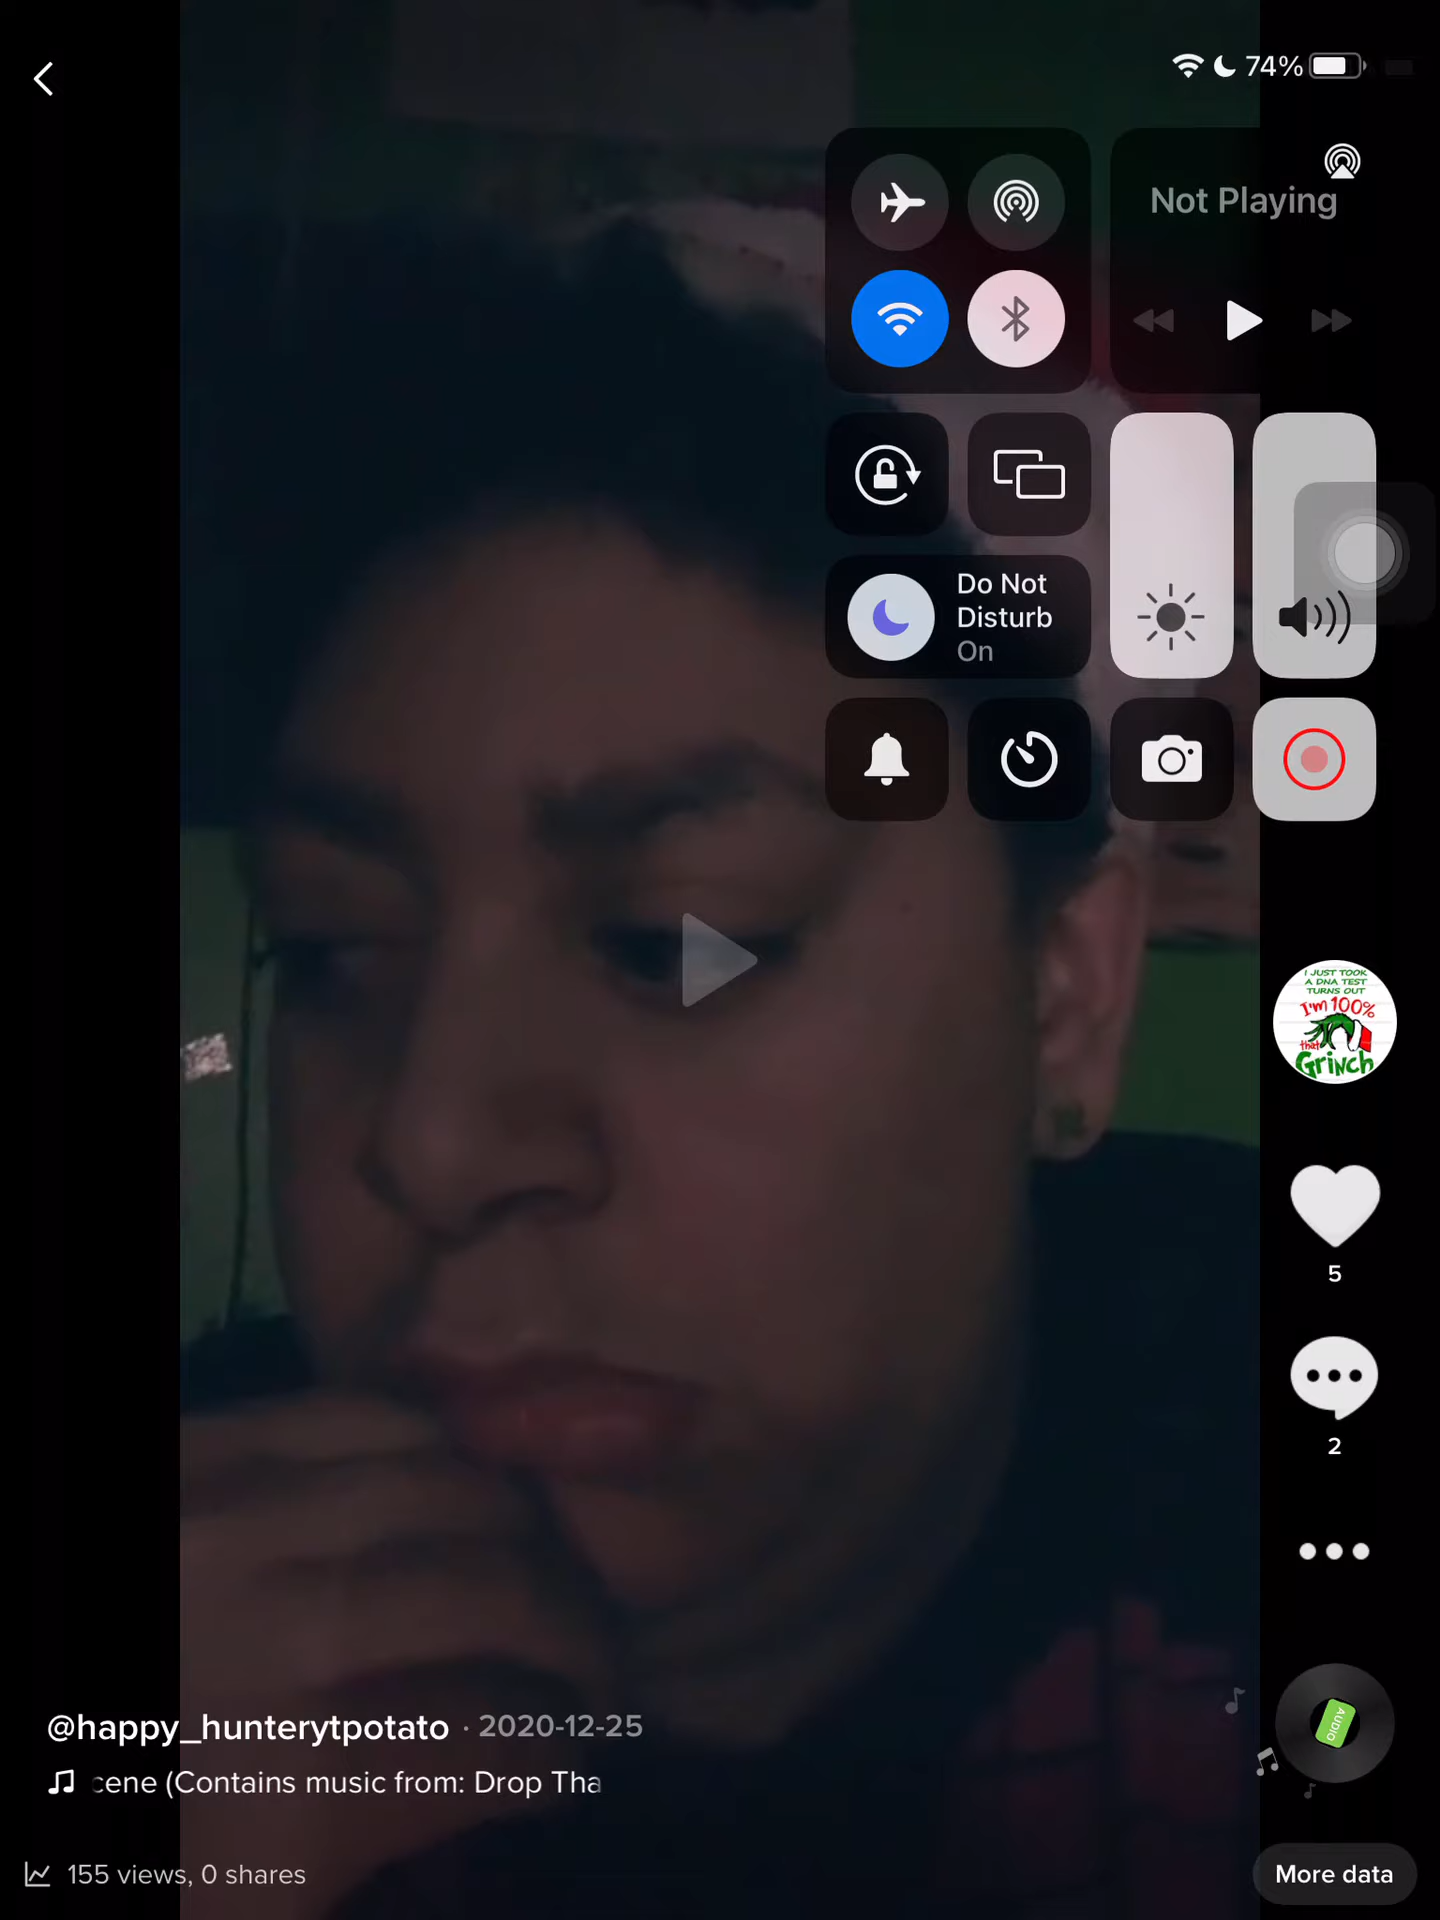 74%
Not Playing
Do Not
Disturb
On
I JUST TOOK
A DNA TEST
TURNS OUT
I'm 100%
that
Grinch
5
2
@happy_hunterytpotato · 2020-12-25
cene (Contains music from: Drop Tha
AUDIO
155 views, 0 shares
More data